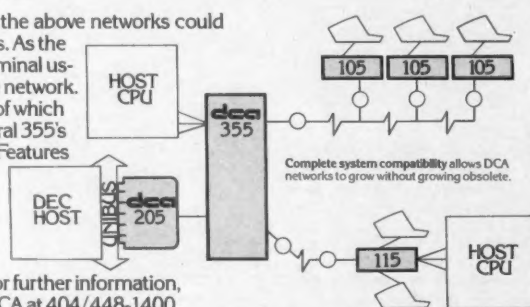 the above networks could
s. As the
minal us-
network.
of which
ral 355's
Features
or further information,
CA at 404/448-1400
HOST
CPU
dca
355
105
105
105
Complete system compatibility allows DCA
networks to grow without growing obsolete.
DEC
HOST
UNIBUS
dca
205
115
HOST
CPU